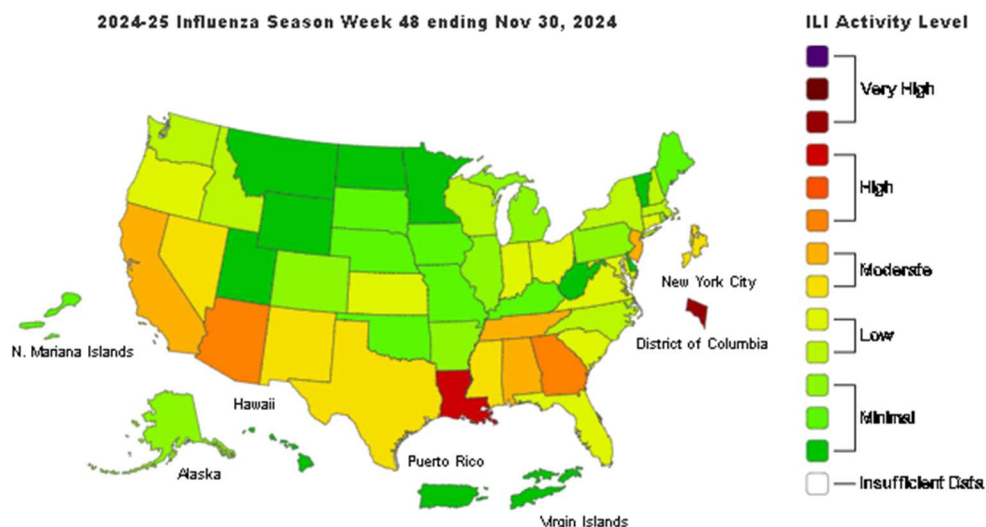 2024-25 Influenza Season Week 48 ending Nov 30, 2024
ILI Activity Level
Very High
High
Moderate
Low
Minimal
Insufficient Data
New York City
District of Columbia
N. Mariana Islands
Hawaii
Alaska
Puerto Rico
Virgin Islands